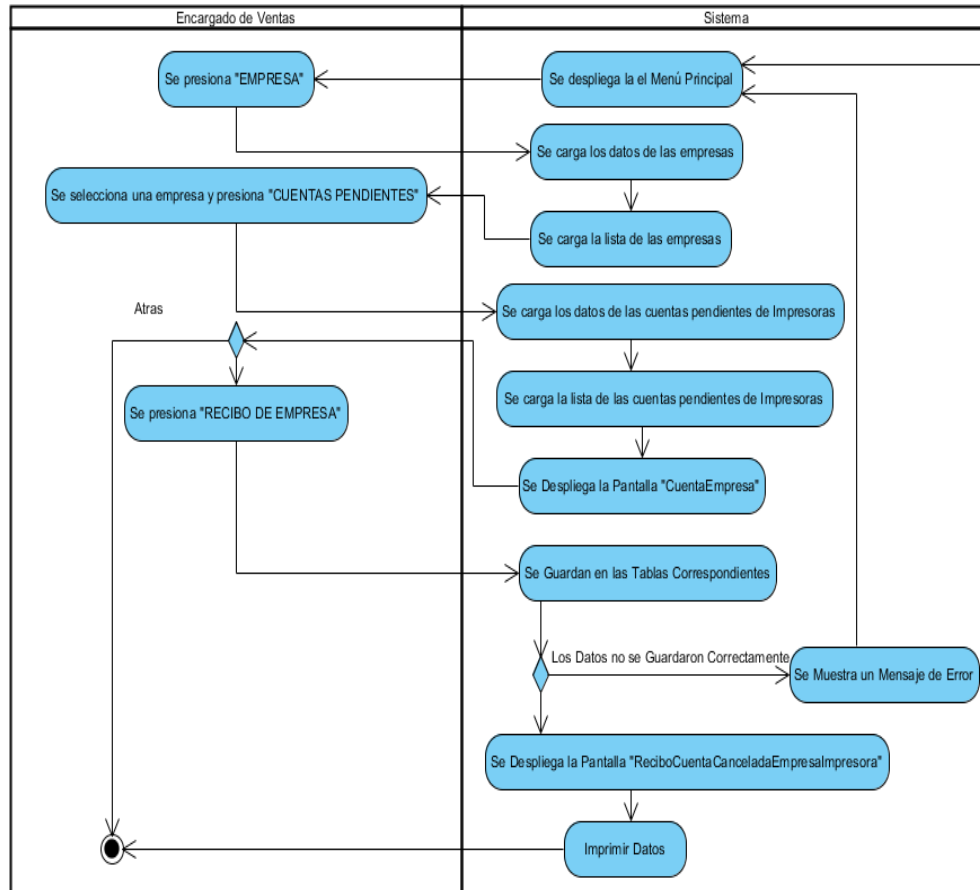 Encargado de Ventas
Sistema
Se presiona "EMPRESA"
Se despliega la el Menú Principal
Se carga los datos de las empresas
Se selecciona una empresa y presiona "CUENTAS PENDIENTES"
Se carga la lista de las empresas
Se carga los datos de las cuentas pendientes de Impresoras
Atras
Se presiona "RECIBO DE EMPRESA"
Se carga la lista de las cuentas pendientes de Impresoras
Se Despliega la Pantalla "CuentaEmpresa"
Se Guardan en las Tablas Correspondientes
Los Datos no se Guardaron Correctamente
Se Muestra un Mensaje de Error
Se Despliega la Pantalla "ReciboCuentaCanceladaEmpresaImpresora"
Imprimir Datos